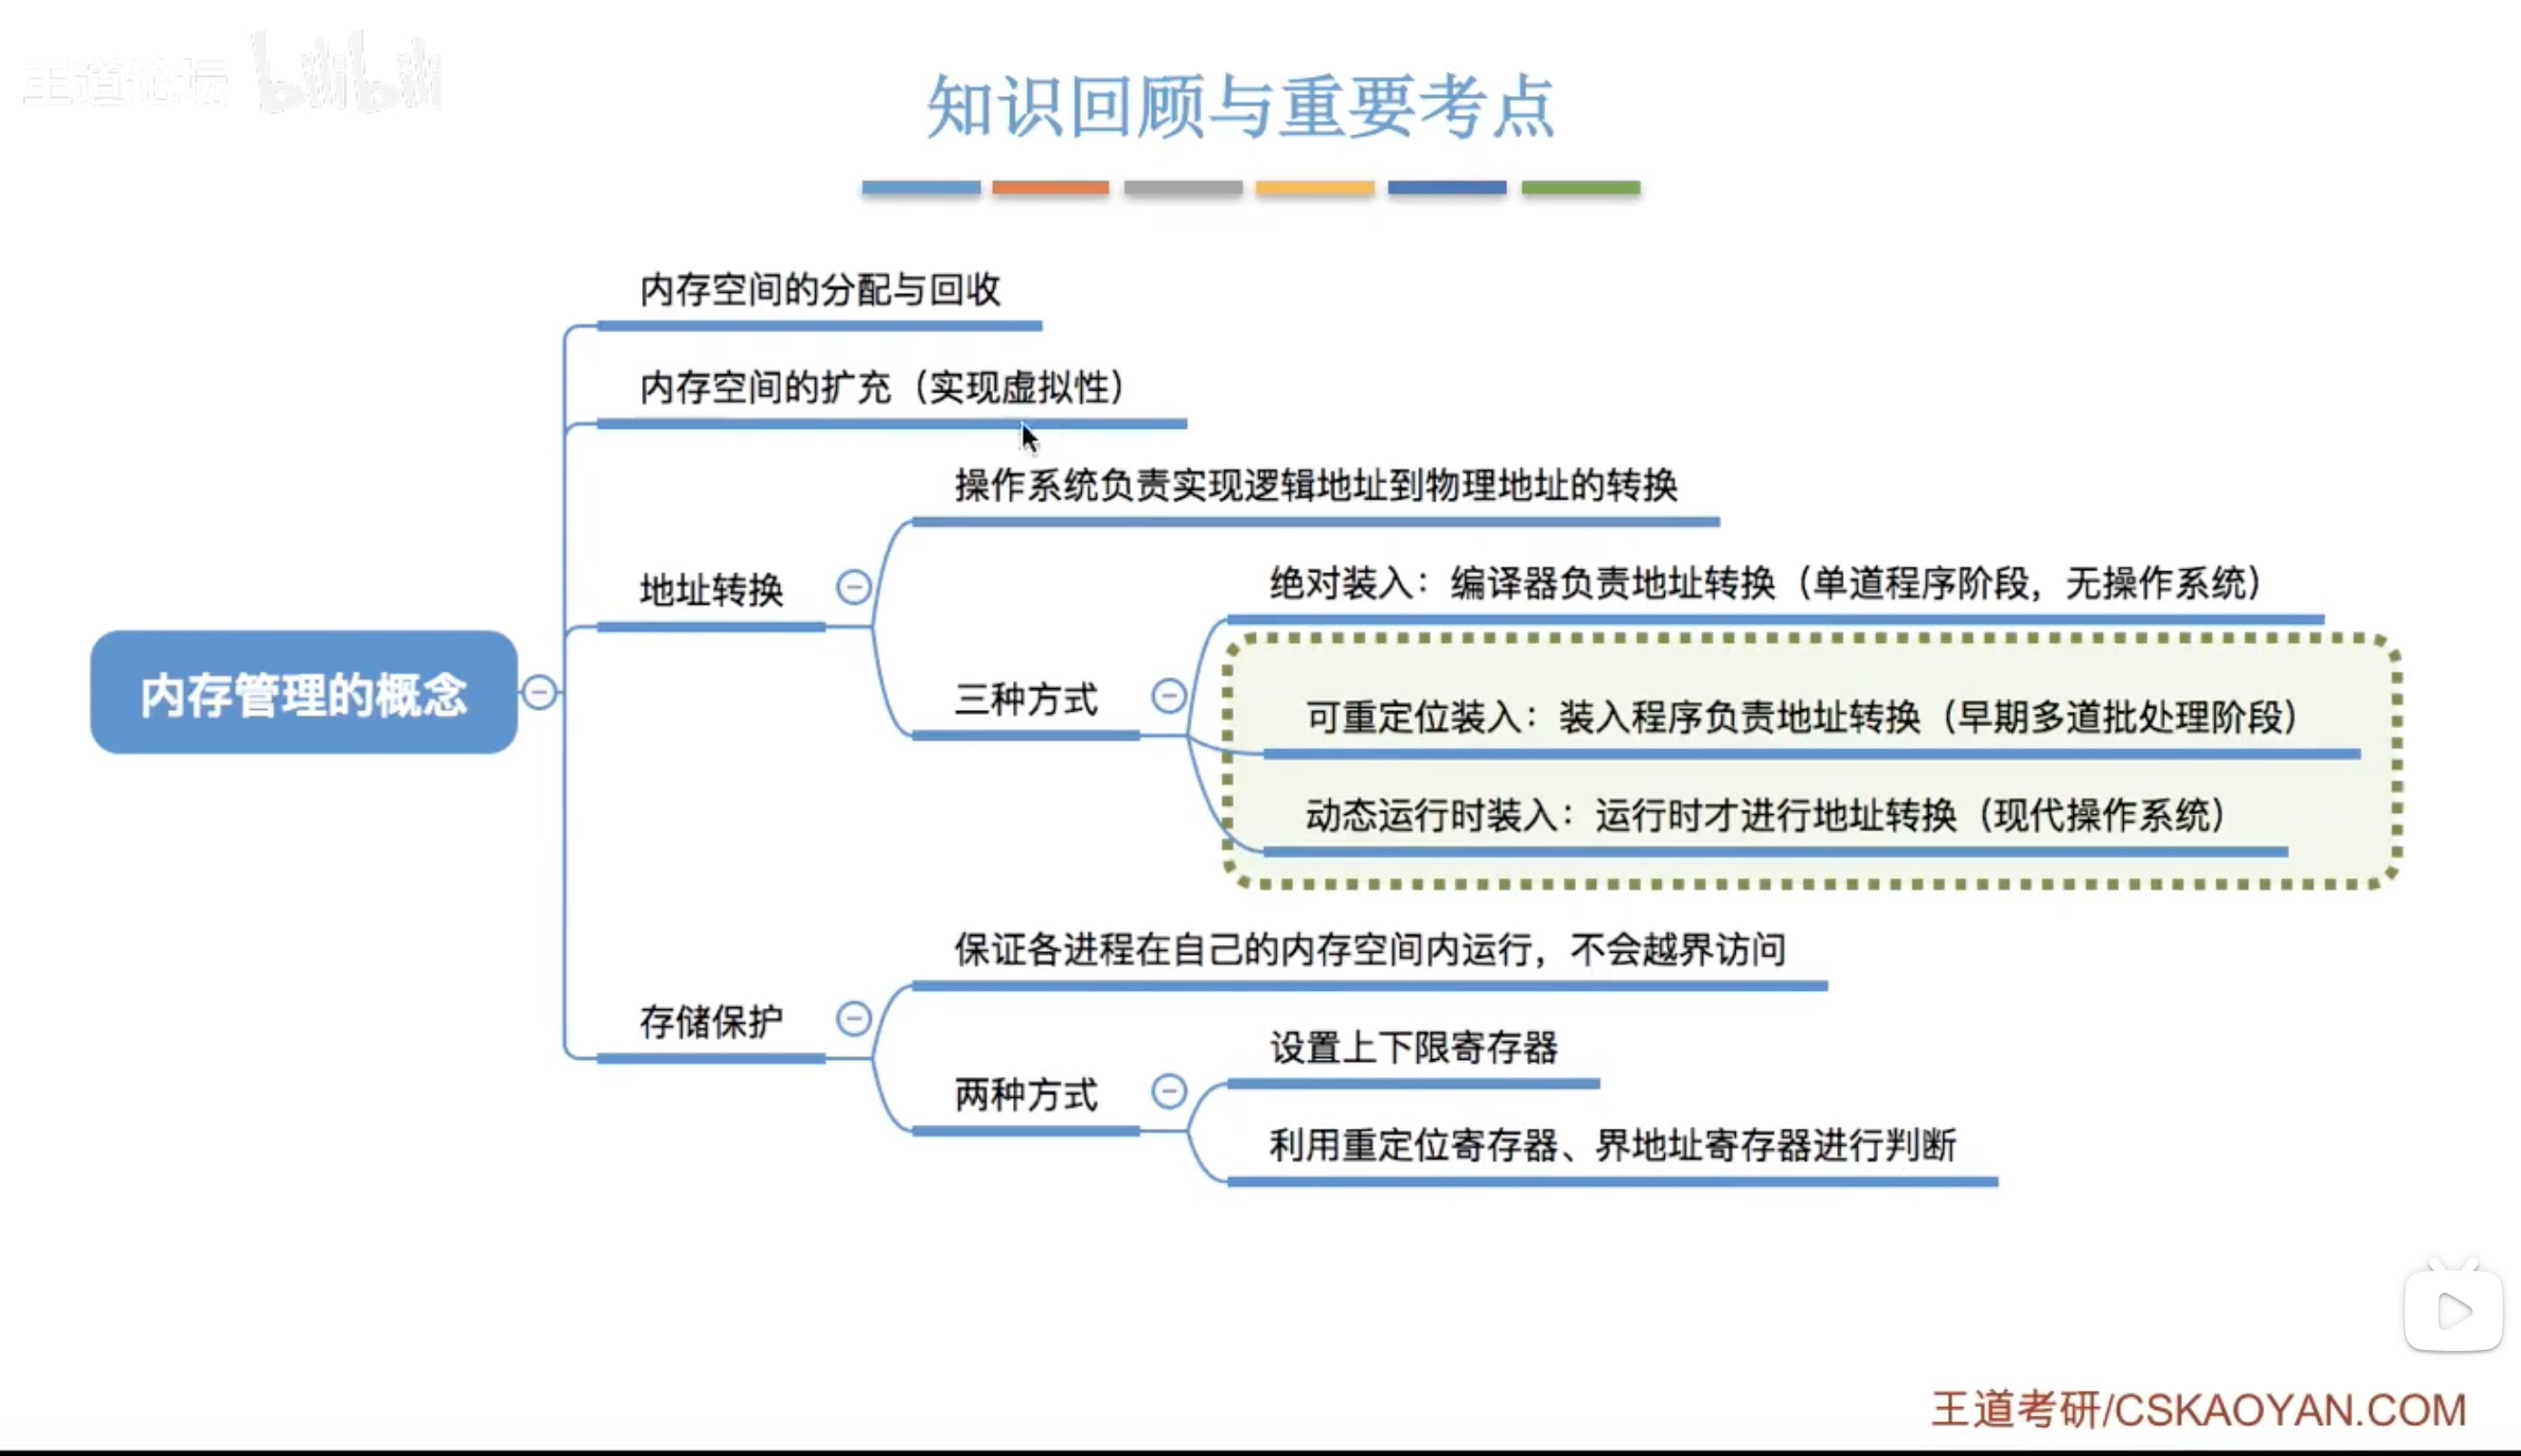 王道论坛 bilibili
知识回顾与重要考点
内存空间的分配与回收
内存空间的扩充（实现虚拟性）
操作系统负责实现逻辑地址到物理地址的转换
地址转换
绝对装入：编译器负责地址转换（单道程序阶段，无操作系统）
三种方式
可重定位装入：装入程序负责地址转换（早期多道批处理阶段）
动态运行时装入：运行时才进行地址转换（现代操作系统）
内存管理的概念
保证各进程在自己的内存空间内运行，不会越界访问
存储保护
设置上下限寄存器
两种方式
利用重定位寄存器、界地址寄存器进行判断
王道考研/CSKAOYAN.COM